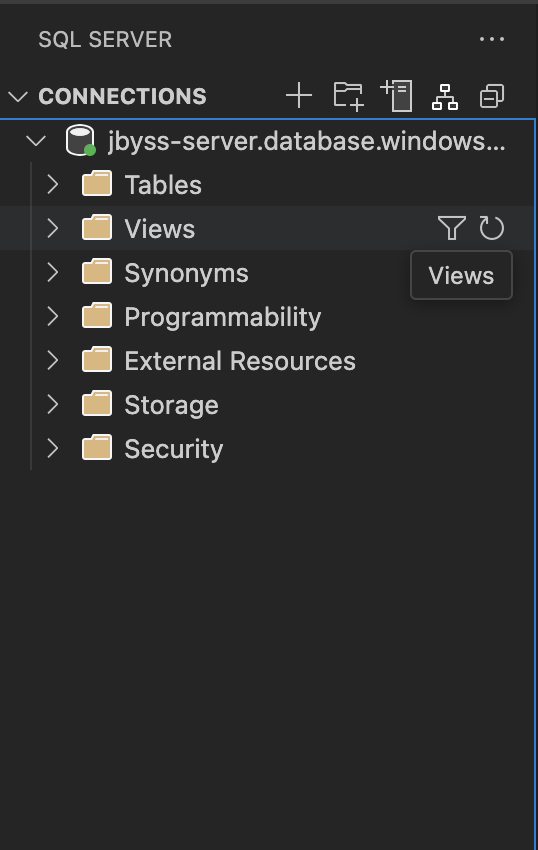 SQL SERVER
CONNECTIONS
jbyss-server.database.windows...
Tables
Views
Synonyms
Views
Programmability
External Resources
Storage
Security